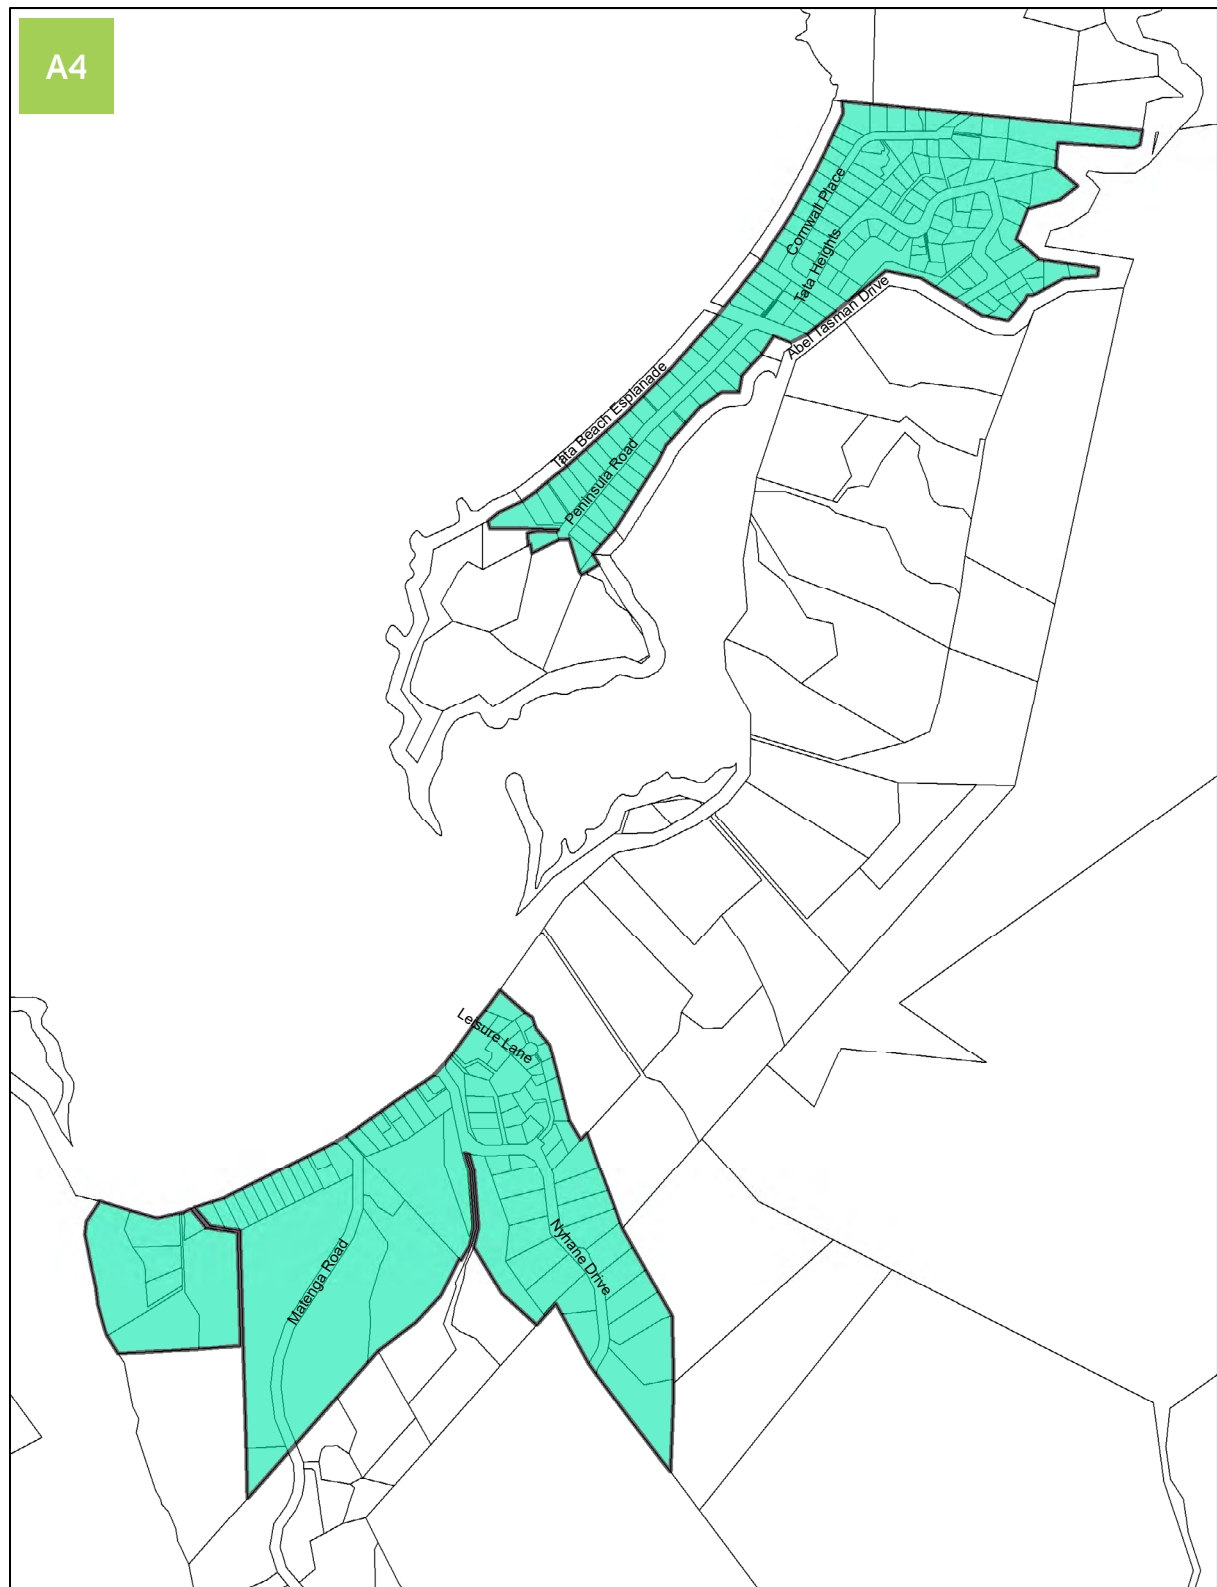 A4
Cornwall Place
Tata Heights
Abel Tasman Drive
Tata Beach Esplanade
Peninsula Road
Leisure Lane
Nyhane Drive
Matenga Road